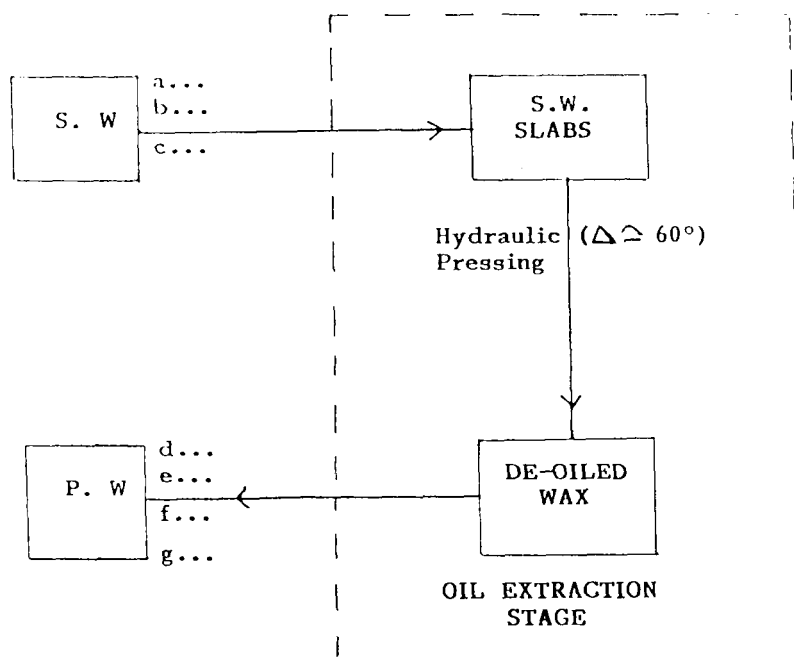 a...
S. W
b...
c...
S.W.
SLABS
Hydraulic (Δ ≃ 60°)
Pressing
d...
P. W
e...
f...
g...
DE-OILED
WAX
OIL EXTRACTION
STAGE